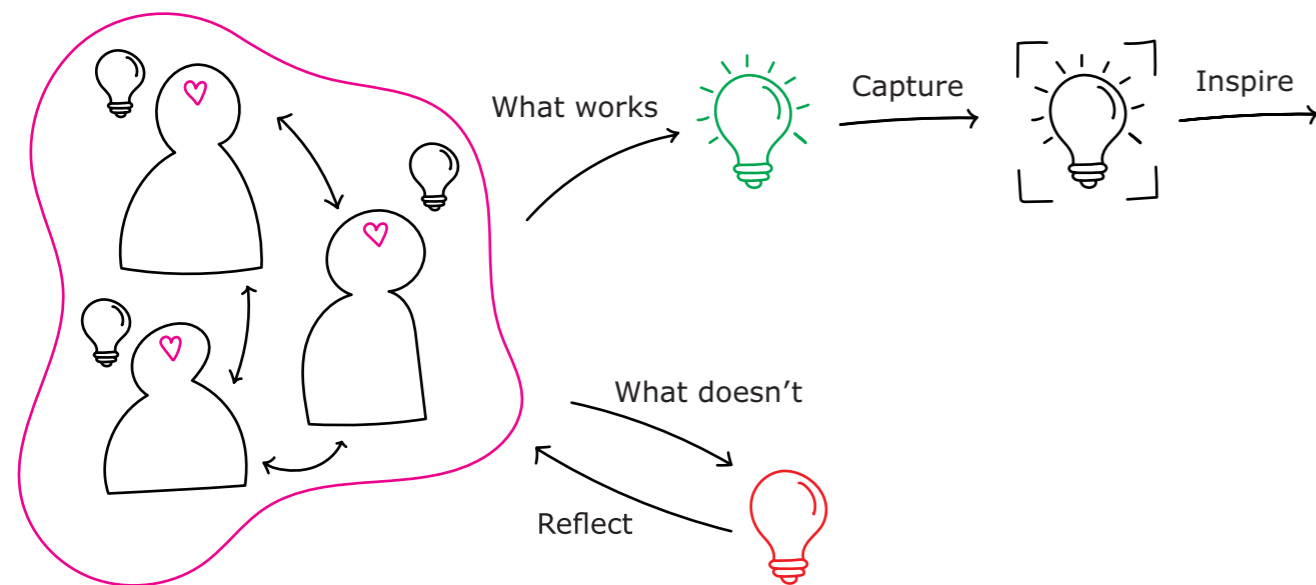 What works
Capture
Inspire
What doesn’t
Reflect